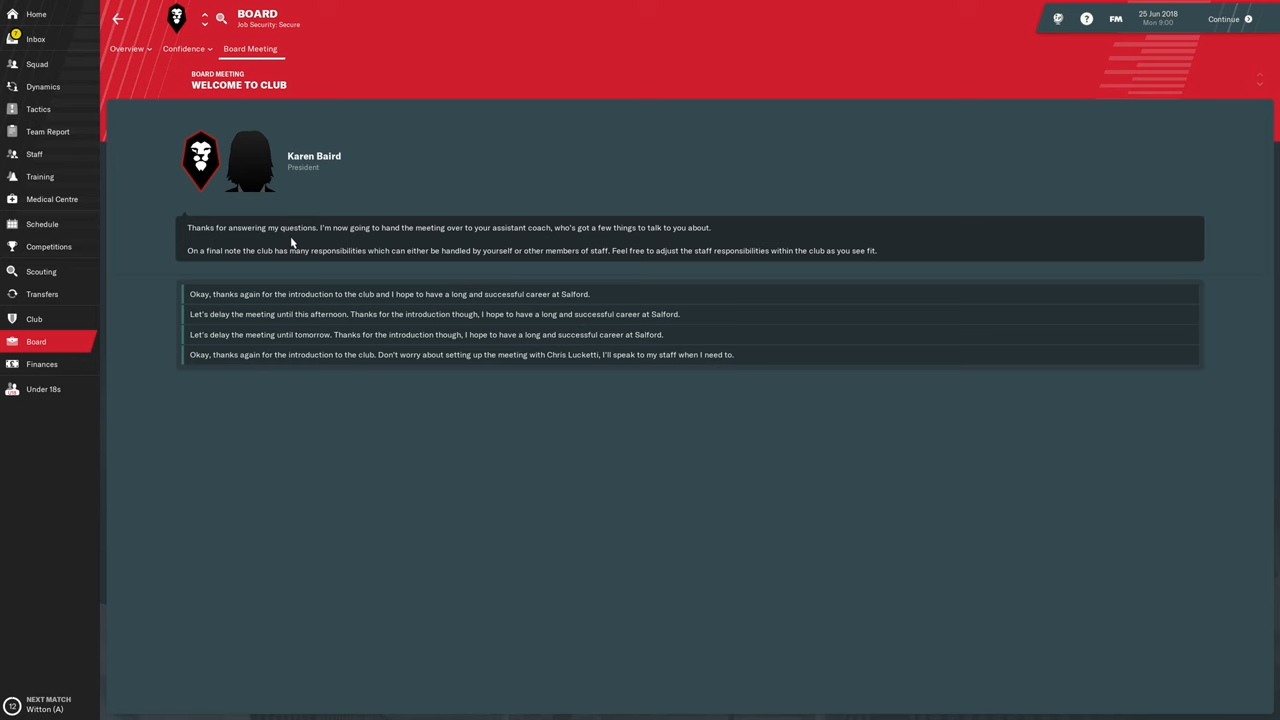 Home
BOARD
Job Security: Secure
25 Jun 2018
Mon 9:00
FM
Continue
7
Inbox
Overview
Confidence
Board Meeting
Squad
BOARD MEETING
WELCOME TO CLUB
Dynamics
Tactics
Team Report
Staff
Karen Baird
President
Training
Medical Centre
Schedule
Thanks for answering my questions. I'm now going to hand the meeting over to your assistant coach, who's got a few things to talk to you about.
Competitions
On a final note the club has many responsibilities which can either be handled by yourself or other members of staff. Feel free to adjust the staff responsibilities within the club as you see fit.
Scouting
Transfers
Okay, thanks again for the introduction to the club and I hope to have a long and successful career at Salford.
Club
Let's delay the meeting until this afternoon. Thanks for the introduction though, I hope to have a long and successful career at Salford.
Board
Let's delay the meeting until tomorrow. Thanks for the introduction though, I hope to have a long and successful career at Salford.
Okay, thanks again for the introduction to the club. Don't worry about setting up the meeting with Chris Lucketti, I'll speak to my staff when I need to.
Finances
Under 18s
NEXT MATCH
12
Witton (A)